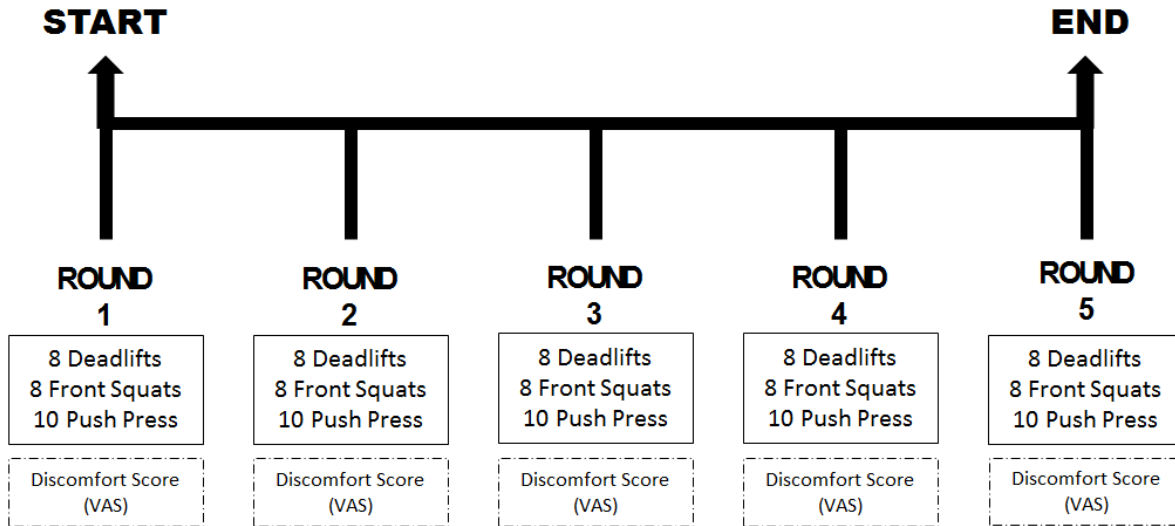 START
END
ROUND
1
8 Deadlifts
8 Front Squats
10 Push Press
Discomfort Score
(VAS)
ROUND
2
8 Deadlifts
8 Front Squats
10 Push Press
Discomfort Score
(VAS)
ROUND
3
8 Deadlifts
8 Front Squats
10 Push Press
Discomfort Score
(VAS)
ROUND
4
8 Deadlifts
8 Front Squats
10 Push Press
Discomfort Score
(VAS)
ROUND
5
8 Deadlifts
8 Front Squats
10 Push Press
Discomfort Score
(VAS)